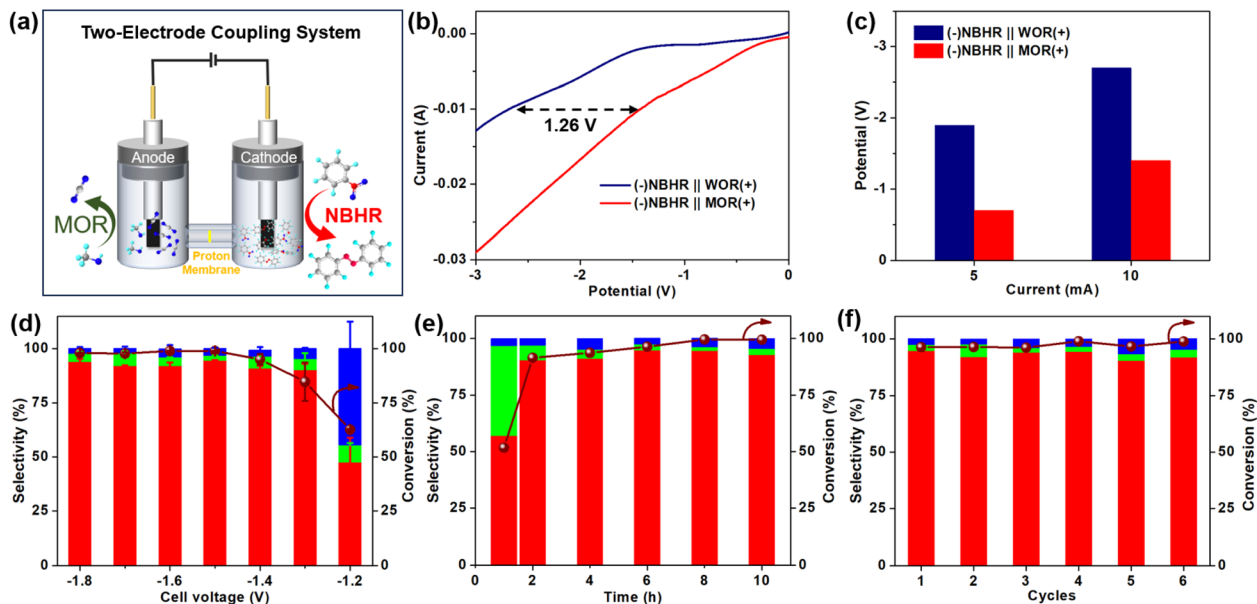 (a)
Two-Electrode Coupling System
Anode
Cathode
MOR
NBHR
Proton
Membrane
(b)
0.00
-0.01
-0.02
-0.03
Current (A)
1.26 V
(-)NBHR || WOR(+)
(-)NBHR || MOR(+)
-3
-2
-1
0
Potential (V)
(c)
-3
-2
-1
0
Potential (V)
(-)NBHR || WOR(+)
(-)NBHR || MOR(+)
5
10
Current (mA)
(d)
100
75
50
25
0
Selectivity (%)
100
75
50
25
0
Conversion (%)
-1.8
-1.6
-1.4
-1.2
Cell voltage (V)
(e)
100
75
50
25
0
Selectivity (%)
100
75
50
25
0
Conversion (%)
0
2
4
6
8
10
Time (h)
(f)
100
75
50
25
0
Selectivity (%)
100
75
50
25
0
Conversion (%)
1
2
3
4
5
6
Cycles